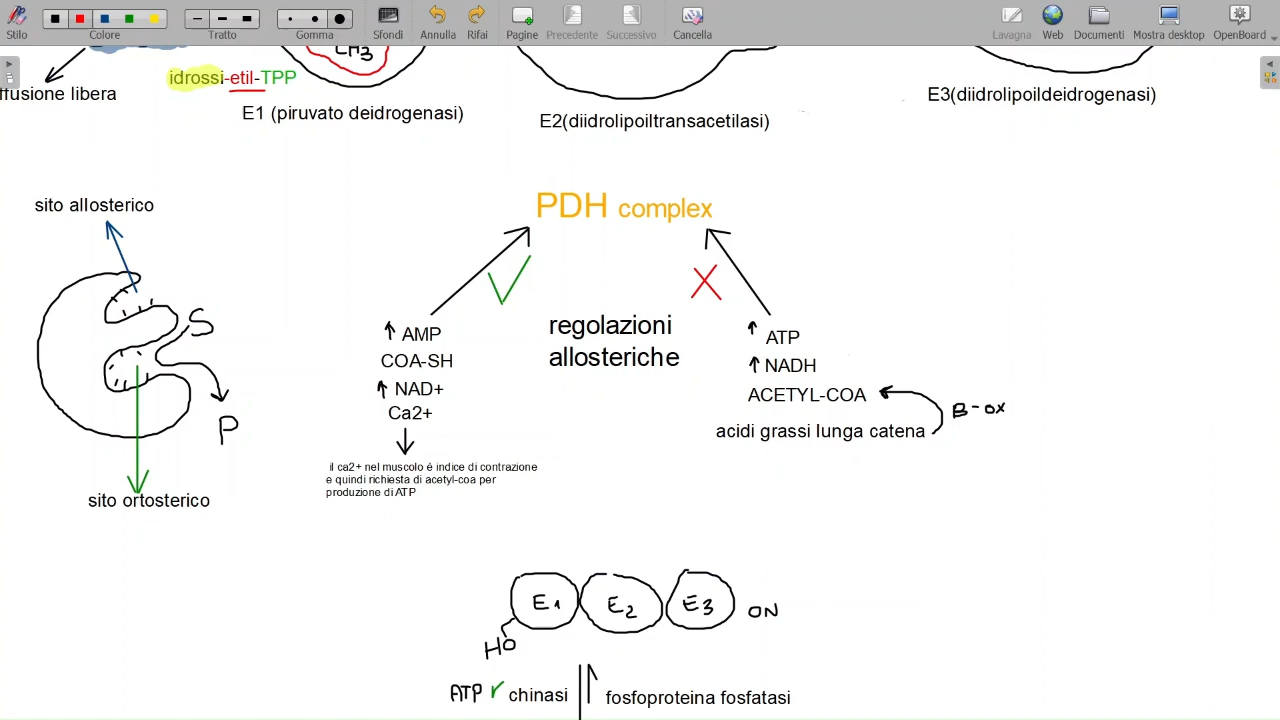 Stilo
Colore
Tratto
Gomma
Sfondi
Annulla
Rifai
Pagine
Precedente
Successivo
Cancella
Lavagna
Web
Documenti
Mostra desktop
OpenBoard
CH3
idrossi-etil-TPP
ffusione libera
E1 (piruvato deidrogenasi)
E2(diidrolipoiltransacetilasi)
E3(diidrolipoildeidrogenasi)
sito allosterico
S
P
sito ortosterico
PDH complex
regolazioni
allosteriche
AMP
COA-SH
NAD+
Ca2+
il ca2+ nel muscolo è indice di contrazione
e quindi richiesta di acetyl-coa per
produzione di ATP
ATP
NADH
ACETYL-COA
acidi grassi lunga catena
B-ox
E1
E2
E3
ON
HO
ATP
chinasi
fosfoproteina fosfatasi